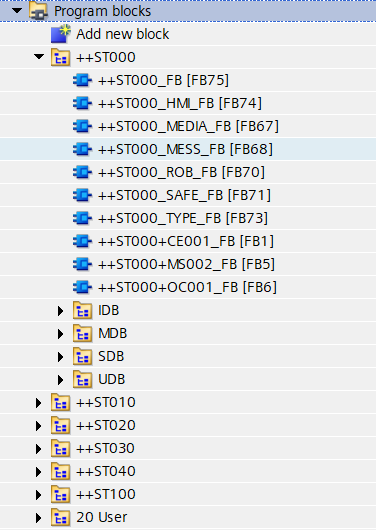 Program blocks
Add new block
++ST000
++ST000_FB [FB75]
++ST000_HMI_FB [FB74]
++ST000_MEDIA_FB [FB67]
++ST000_MESS_FB [FB68]
++ST000_ROB_FB [FB70]
++ST000_SAFE_FB [FB71]
++ST000_TYPE_FB [FB73]
++ST000+CE001_FB [FB1]
++ST000+MS002_FB [FB5]
++ST000+OC001_FB [FB6]
IDB
MDB
SDB
UDB
++ST010
++ST020
++ST030
++ST040
++ST100
20 User